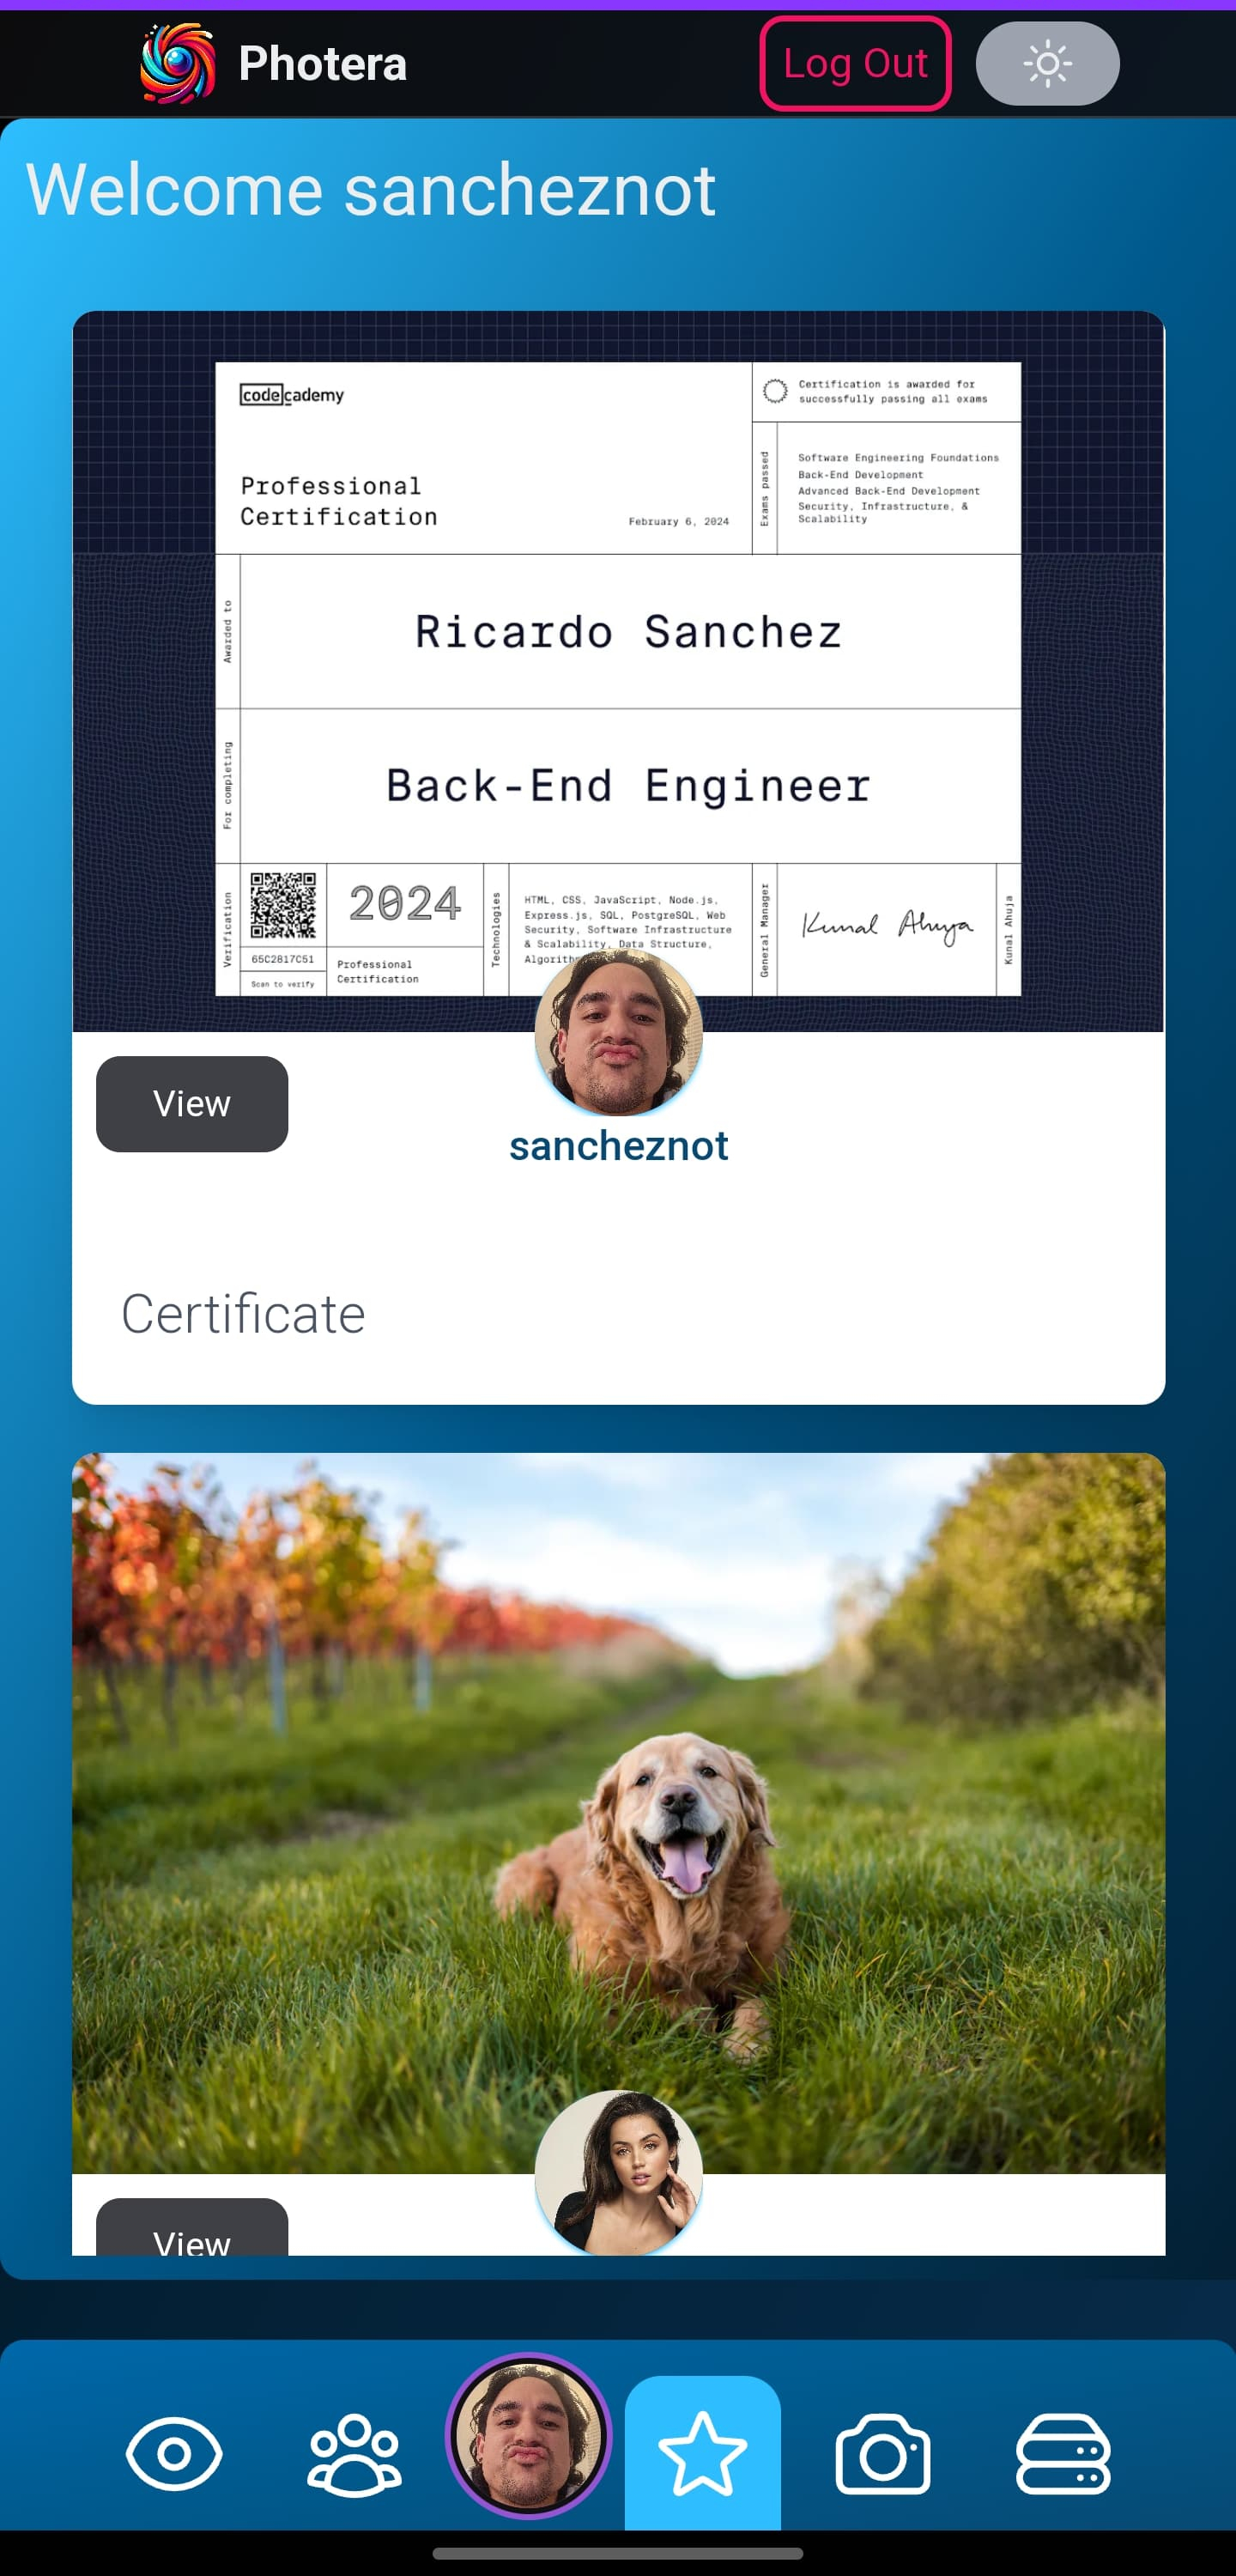 Photera
Log Out
Welcome sancheznot
codecademy
Professional
Certification
February 6, 2024
Certification is awarded for
successfully passing all exams
Exams passed
Software Engineering Foundations
Back-End Development
Advanced Back-End Development
Security, Infrastructure, &
Scalability
Awarded to
Ricardo Sanchez
For completing
Back-End Engineer
Verification
65C2817C51
Scan to verify
2024
Professional
Certification
Technologies
HTML, CSS, JavaScript, Node.js,
Express.js, SQL, PostgreSQL, Web
Security, Software Infrastructure
& Scalability, Data Structure,
General Manager
Kunal Ahuja
Kunal Ahuja
View
sancheznot
Certificate
View